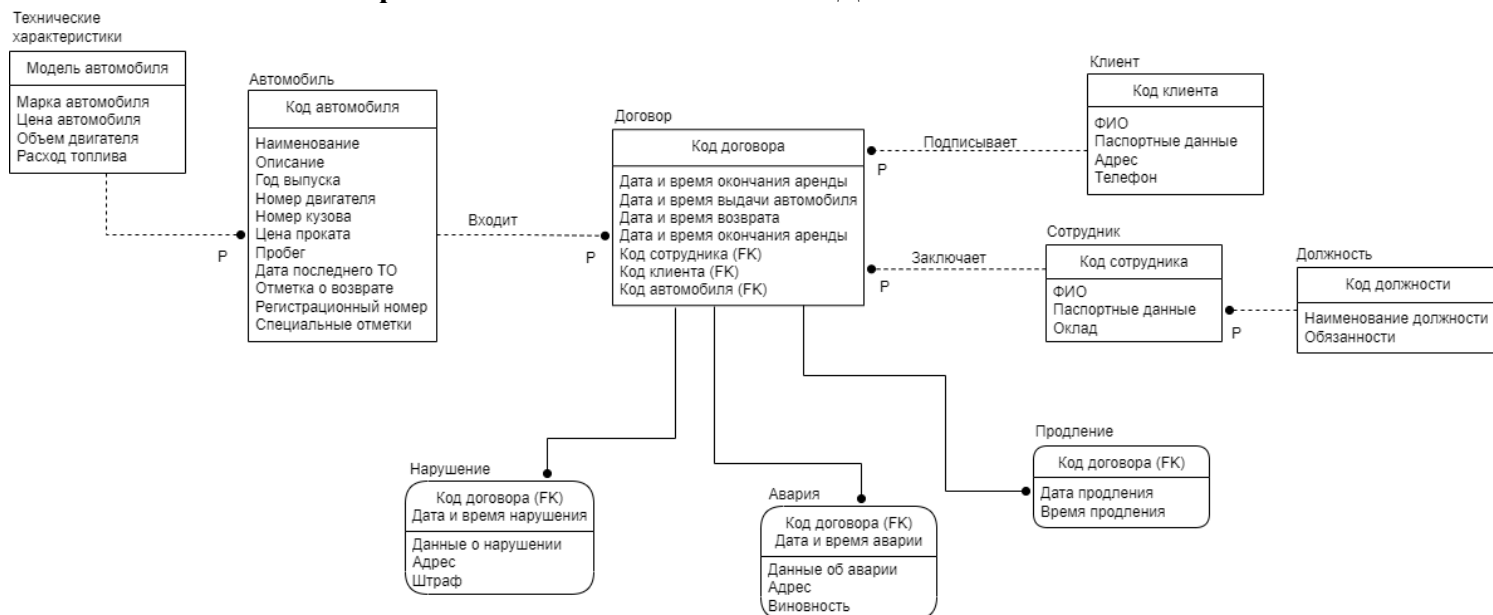 Технические
характеристики
Модель автомобиля
Марка автомобиля
Цена автомобиля
Объем двигателя
Расход топлива
P
Автомобиль
Код автомобиля
Наименование
Описание
Год выпуска
Номер двигателя
Номер кузова
Цена проката
Пробег
Дата последнего ТО
Отметка о возврате
Регистрационный номер
Специальные отметки
Входит
P
Договор
Код договора
Дата и время окончания аренды
Дата и время выдачи автомобиля
Дата и время возврата
Дата и время окончания аренды
Код сотрудника (FK)
Код клиента (FK)
Код автомобиля (FK)
Подписывает
P
Клиент
Код клиента
ФИО
Паспортные данные
Адрес
Телефон
Заключает
P
Сотрудник
Код сотрудника
ФИО
Паспортные данные
Оклад
P
Должность
Код должности
Наименование должности
Обязанности
Нарушение
Код договора (FK)
Дата и время нарушения
Данные о нарушении
Адрес
Штраф
Авария
Код договора (FK)
Дата и время аварии
Данные об аварии
Адрес
Виновность
Продление
Код договора (FK)
Дата продления
Время продления